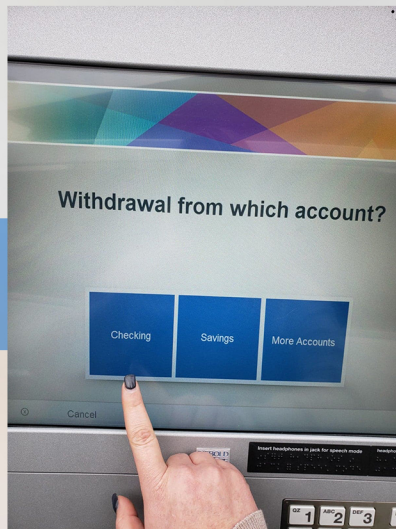 Withdrawal from which account?
Checking
Savings
More Accounts
Cancel
Insert headphones in jack for speech mode
QZ 1
ABC 2
DEF 3